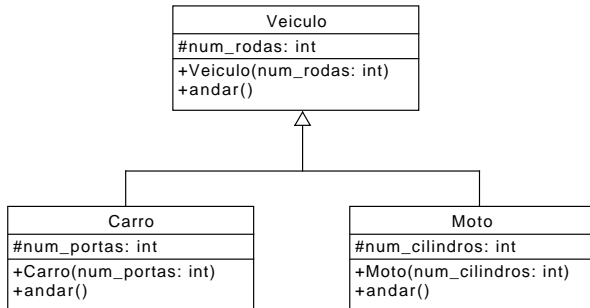 Veiculo
#num_rodas: int
+Veiculo(num_rodas: int)
+andar()
Carro
#num_portas: int
+Carro(num_portas: int)
+andar()
Moto
#num_cilindros: int
+Moto(num_cilindros: int)
+andar()